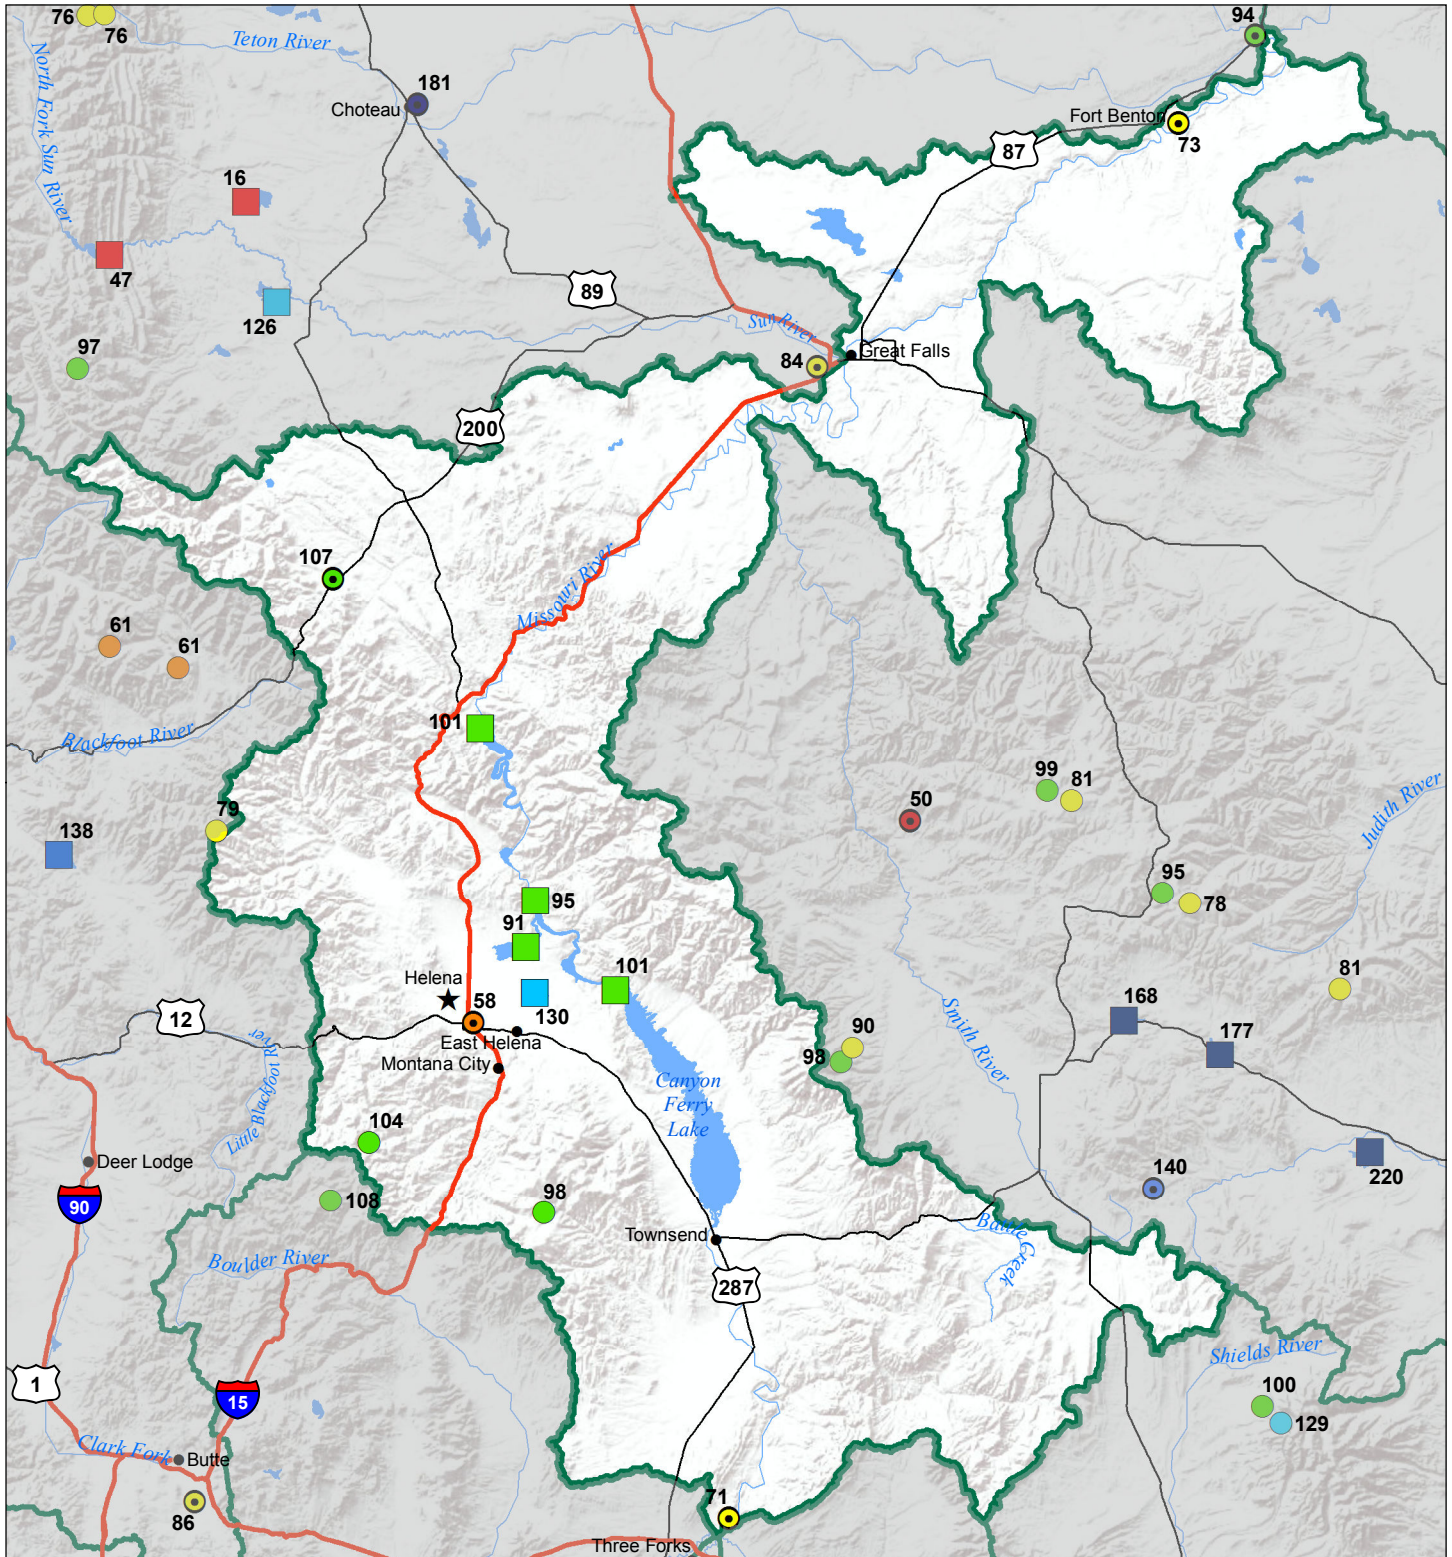 76
76
Teton River
94
181
Choteau
Fort Benton
73
87
North Fork Sun River
16
47
126
89
97
Sun River
84
Great Falls
200
107
Missouri River
61
61
101
Blackfoot River
79
138
50
99
81
Judith River
95
78
95
91
101
81
Helena
58
130
East Helena
Montana City
12
168
177
90
98
Smith River
Canyon
Ferry
Lake
Little Blackfoot River
104
Deer Lodge
90
108
98
140
220
Townsend
Battle Creek
Boulder River
287
Shields River
1
15
100
129
Clark Fork
Butte
86
71
Three Forks